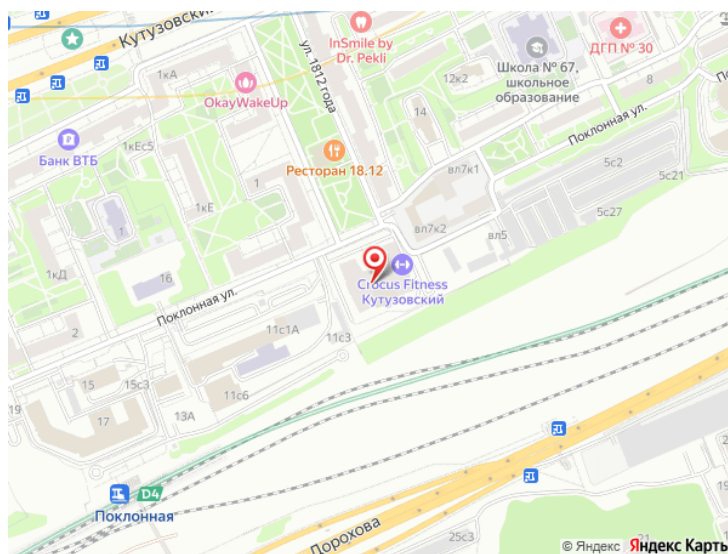 Кутузовский
ул. 1812 года
InSmile by
Dr. Pekli
Школа № 67,
школьное
образование
ДГП № 30
1кА
OkayWakeUp
12к2
14
8
Поклонная ул.
1кЕс5
Банк ВТБ
Ресторан 18.12
1
1кЕ
вл7к1
5с2
5с21
5с27
вл7к2
вл5
1
1кД
16
Crocus Fitness
Кутузовский
Поклонная ул.
2
11с1А
11с3
15
15с3
11с6
19
13А
17
D4
Поклонная
Дорохова
25с3
21
© Яндекс Яндекс Карты